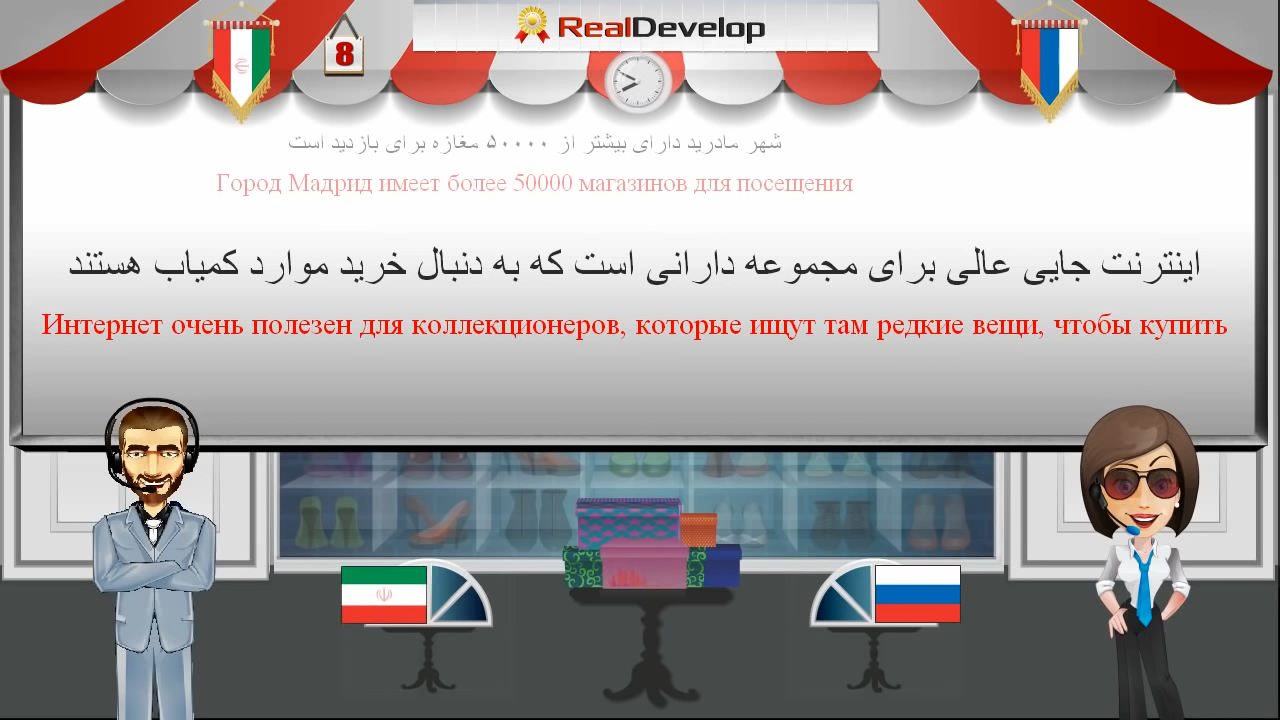 RealDevelop
8
شهر مادرید دارای بیشتر از ۵۰۰۰۰ مغازه برای بازدید است
Город Мадрид имеет более 50000 магазинов для посещения
اینترنت جایی عالی برای مجموعه دارانی است که به دنبال خرید موارد کمیاب هستند
Интернет очень полезен для коллекционеров, которые ищут там редкие вещи, чтобы купить